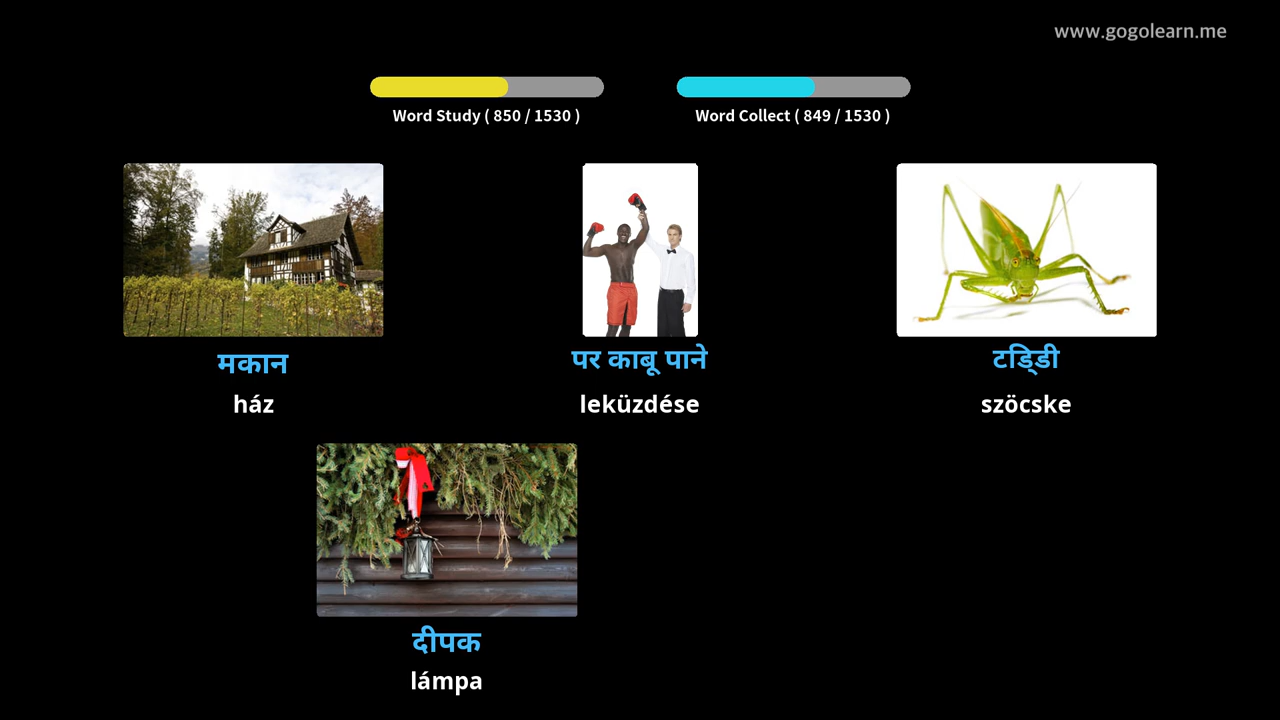 www.gogolearn.me
Word Study ( 850 / 1530 )
Word Collect ( 849 / 1530 )
मकान
पर काबू पाने
टिड्डी
ház
leküzdése
szöcske
दीपक
lámpa